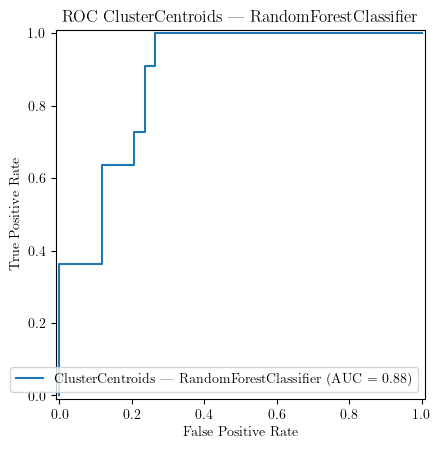 ROC ClusterCentroids — RandomForestClassifier
1.0
0.8
0.6
0.4
0.2
0.0
True Positive Rate
ClusterCentroids — RandomForestClassifier (AUC = 0.88)
0.0 0.2 0.4 0.6 0.8 1.0
False Positive Rate